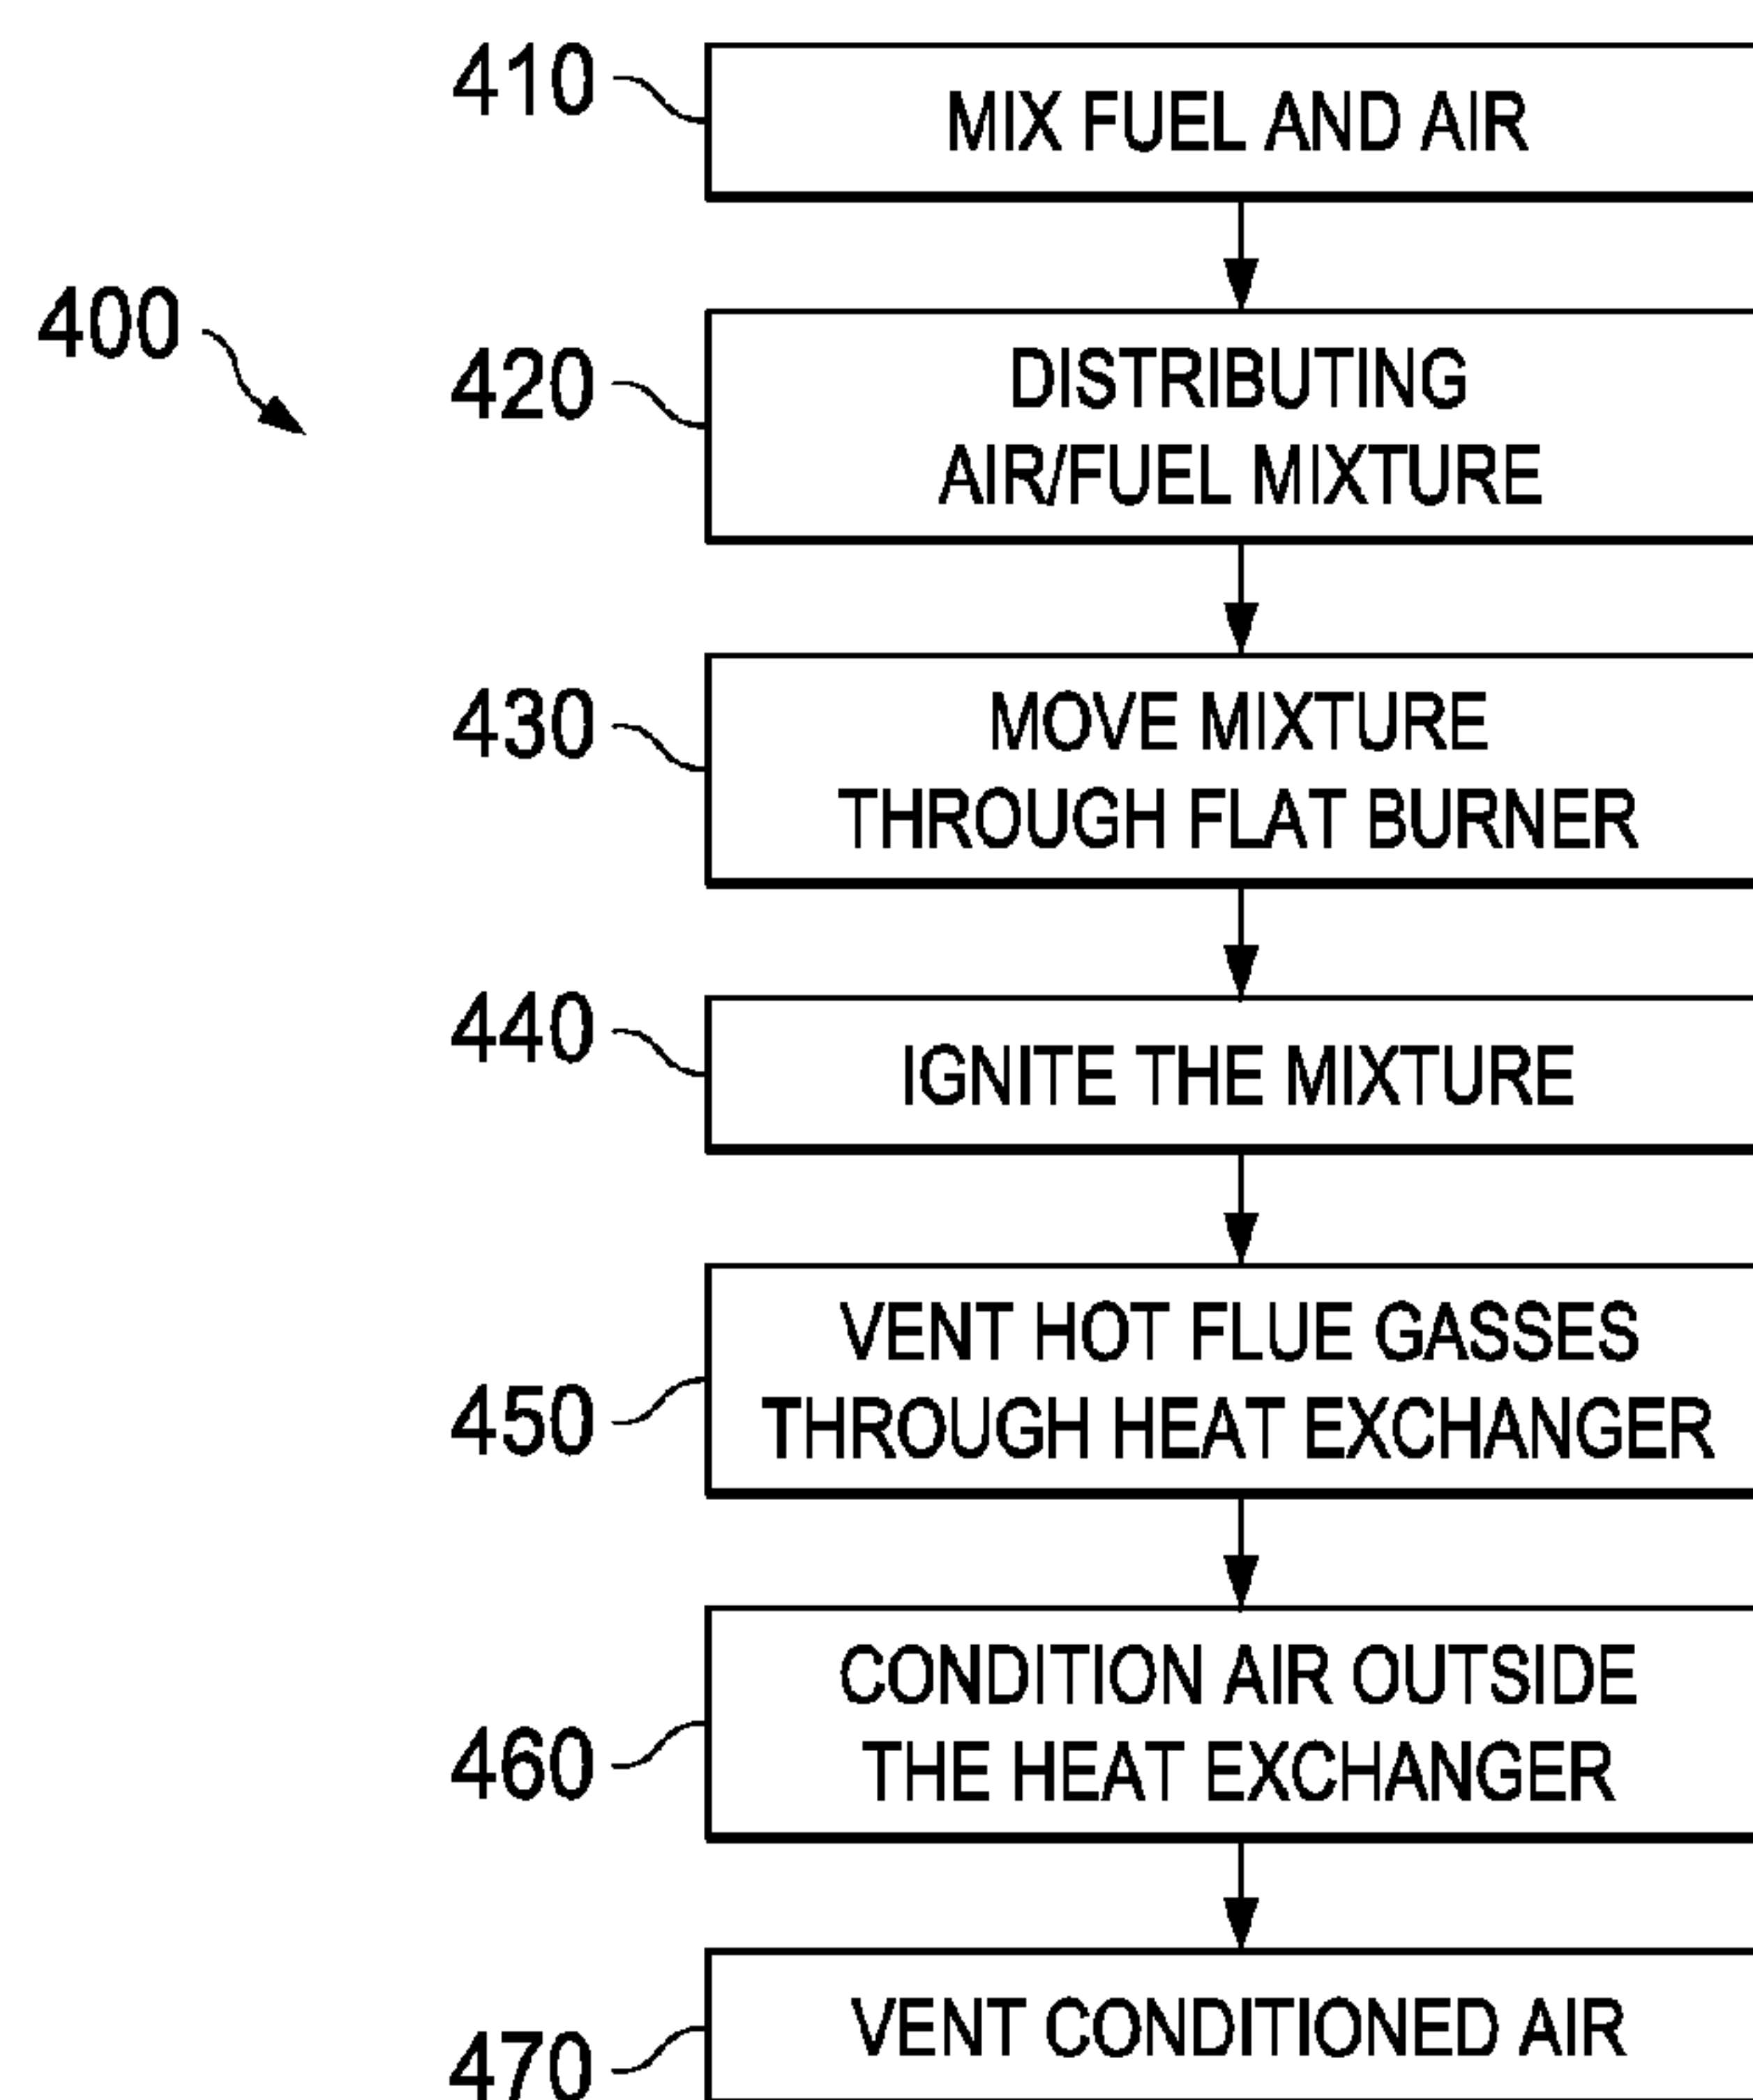 410
MIX FUEL AND AIR
400
420
DISTRIBUTING
AIR/FUEL MIXTURE
430
MOVE MIXTURE
THROUGH FLAT BURNER
440
IGNITE THE MIXTURE
450
VENT HOT FLUE GASSES
THROUGH HEAT EXCHANGER
460
CONDITION AIR OUTSIDE
THE HEAT EXCHANGER
470
VENT CONDITIONED AIR